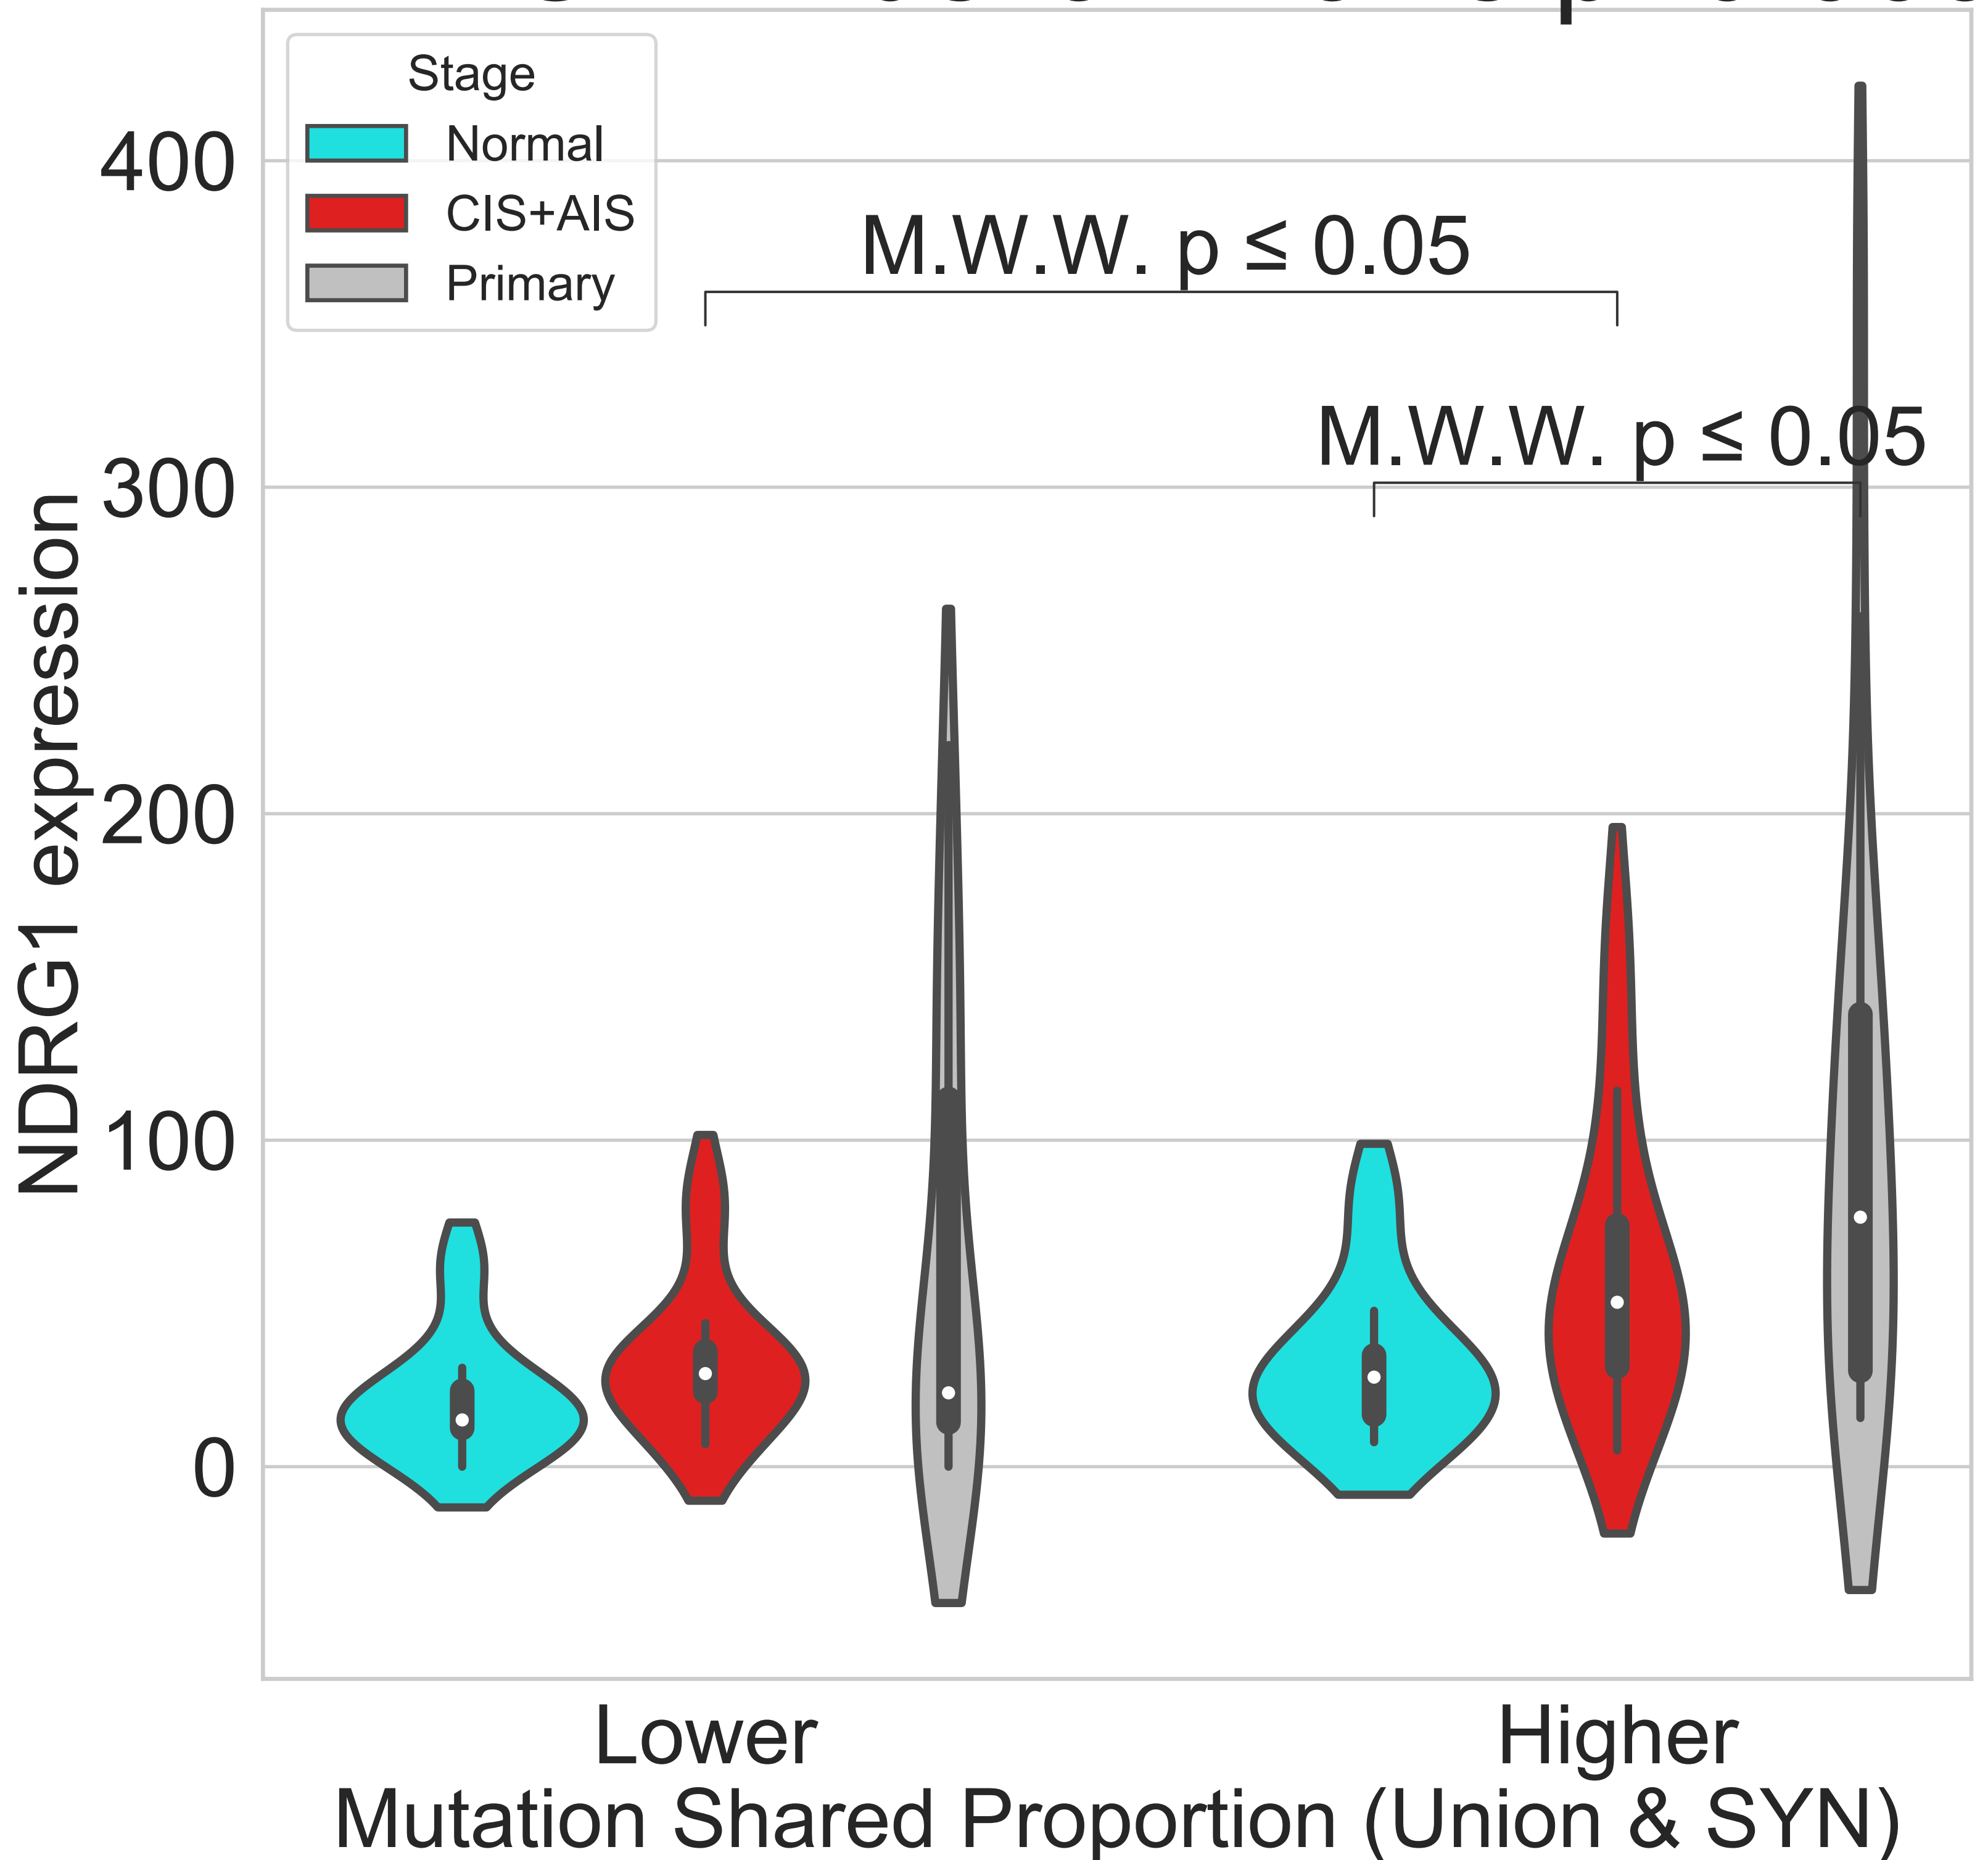 Stage
Normal
CIS+AIS
Primary
400
300
200
100
0
NDRG1 expression
M.W.W. p ≤ 0.05
M.W.W. p ≤ 0.05
Lower
Higher
Mutation Shared Proportion (Union & SYN)